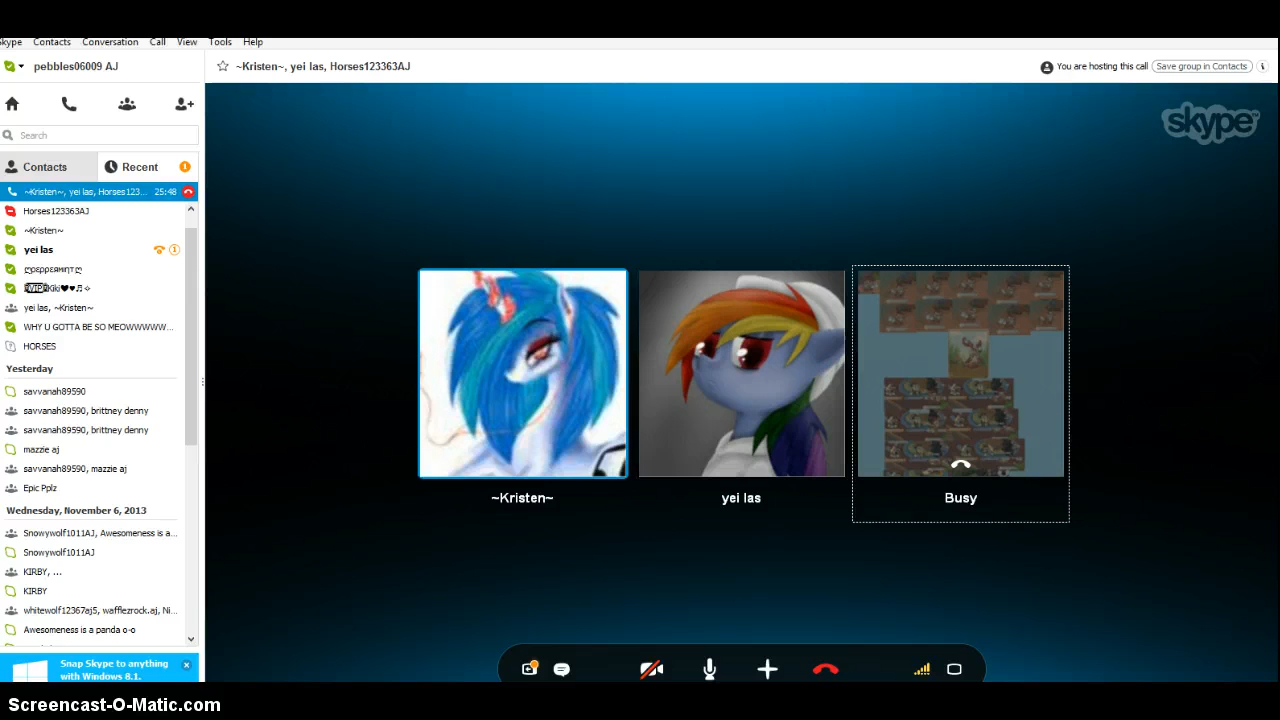 Skype Contacts Conversation Call View Tools Help
pebbles06009 AJ
~Kristen~, yei las, Horses123363AJ
You are hosting this call
Save group in Contacts
skype™
Search
Contacts
Recent
~Kristen~, yei las, Horses123... 25:48
Horses123363AJ
~Kristen~
yei las 1
yei las, ~Kristen~
WHY U GOTTA BE SO MEOWWWWW...
HORSES
Yesterday
savvanah89590
savvanah89590, brittney denny
savvanah89590, brittney denny
mazzie aj
savvanah89590, mazzie aj
Epic Pplz
Wednesday, November 6, 2013
Snowywolf1011AJ, Awesomeness is a...
Snowywolf1011AJ
KIRBY, ...
KIRBY
whitewolf12367aj5, wafflezrock.aj, Ni...
Awesomeness is a panda o-o
Snap Skype to anything
with Windows 8.1.
~Kristen~
yei las
Busy
Screencast-O-Matic.com